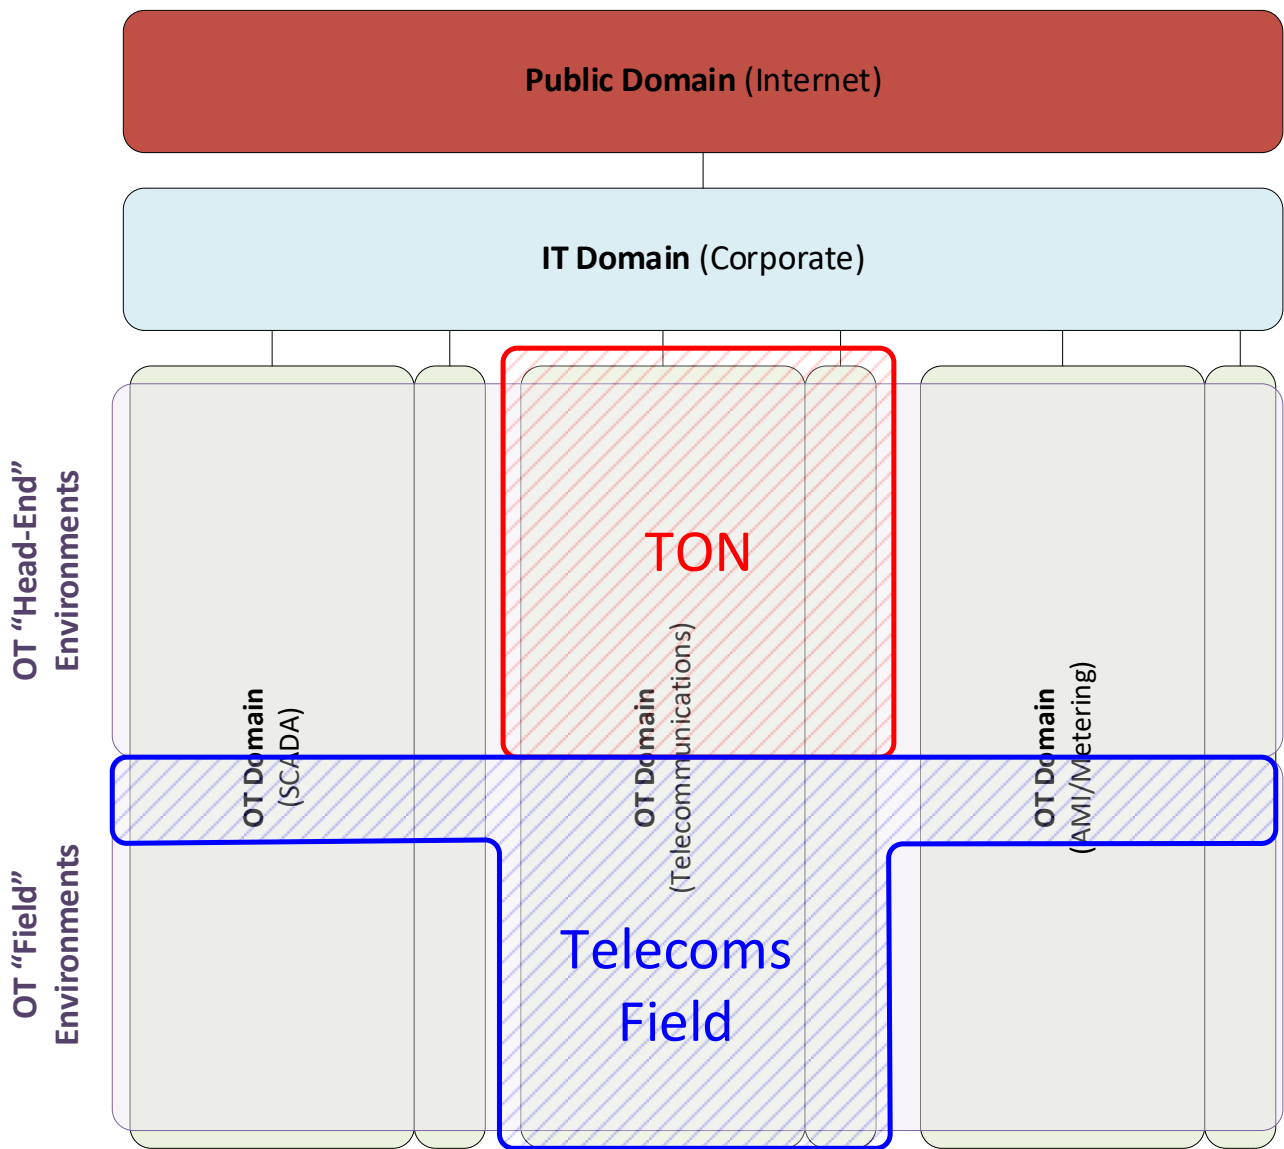 Public Domain (Internet)
IT Domain (Corporate)
OT “Head-End”
Environments
TON
OT Domain
(SCADA)
OT Domain
(Telecommunications)
OT Domain
(AMI/Metering)
OT “Field”
Environments
Telecoms
Field